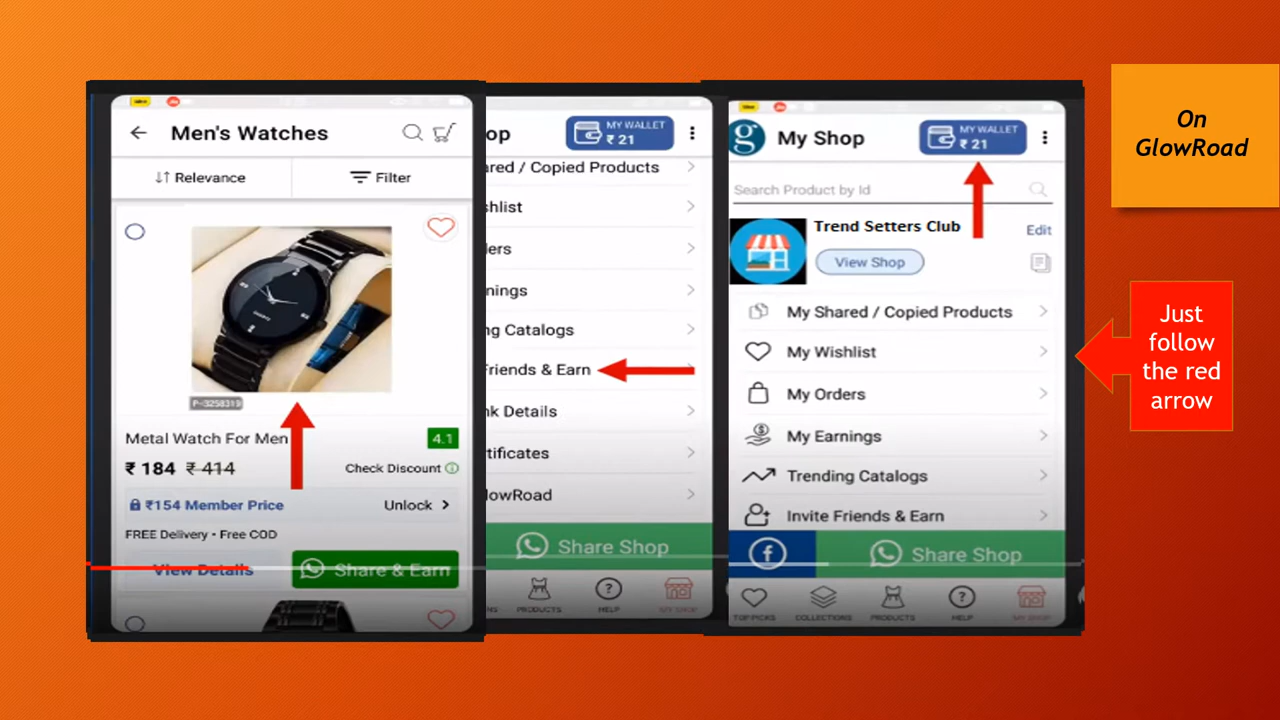 Men's Watches
Relevance
Filter
P-3258319
Metal Watch For Men
4.1
₹ 184 ₹ 414
Check Discount
₹154 Member Price
Unlock
FREE Delivery • Free COD
View Details
Share & Earn
op
MY WALLET
₹ 21
ared / Copied Products
shlist
ers
nings
ng Catalogs
Friends & Earn
nk Details
tificates
lowRoad
Share Shop
PRODUCTS
HELP
MY SHOP
g
My Shop
MY WALLET
₹ 21
Search Product by Id
Trend Setters Club
Edit
View Shop
My Shared / Copied Products
My Wishlist
My Orders
My Earnings
Trending Catalogs
Invite Friends & Earn
f
Share Shop
TOP PICKS
COLLECTIONS
PRODUCTS
HELP
MY SHOP
On
GlowRoad
Just
follow
the red
arrow